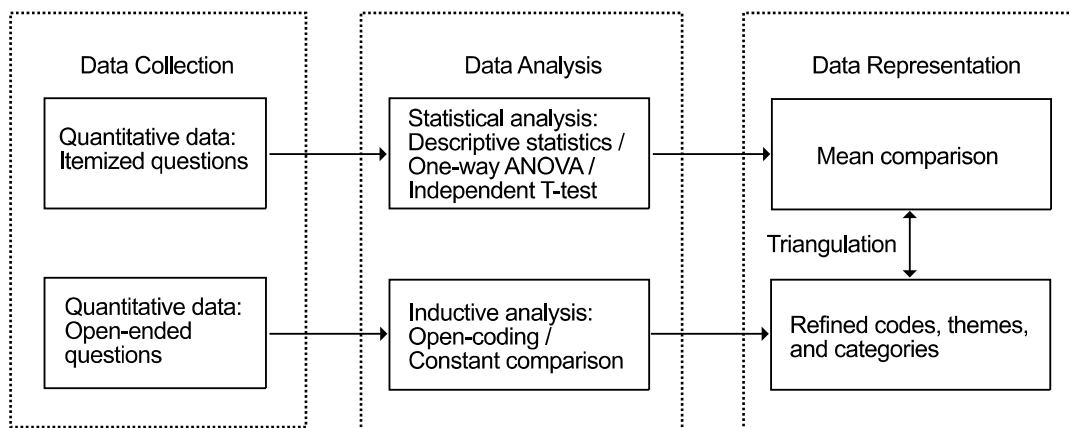 Data Collection
Quantitative data:
Itemized questions
Quantitative data:
Open-ended
questions
Data Analysis
Statistical analysis:
Descriptive statistics /
One-way ANOVA /
Independent T-test
Inductive analysis:
Open-coding /
Constant comparison
Data Representation
Mean comparison
Triangulation
Refined codes, themes,
and categories